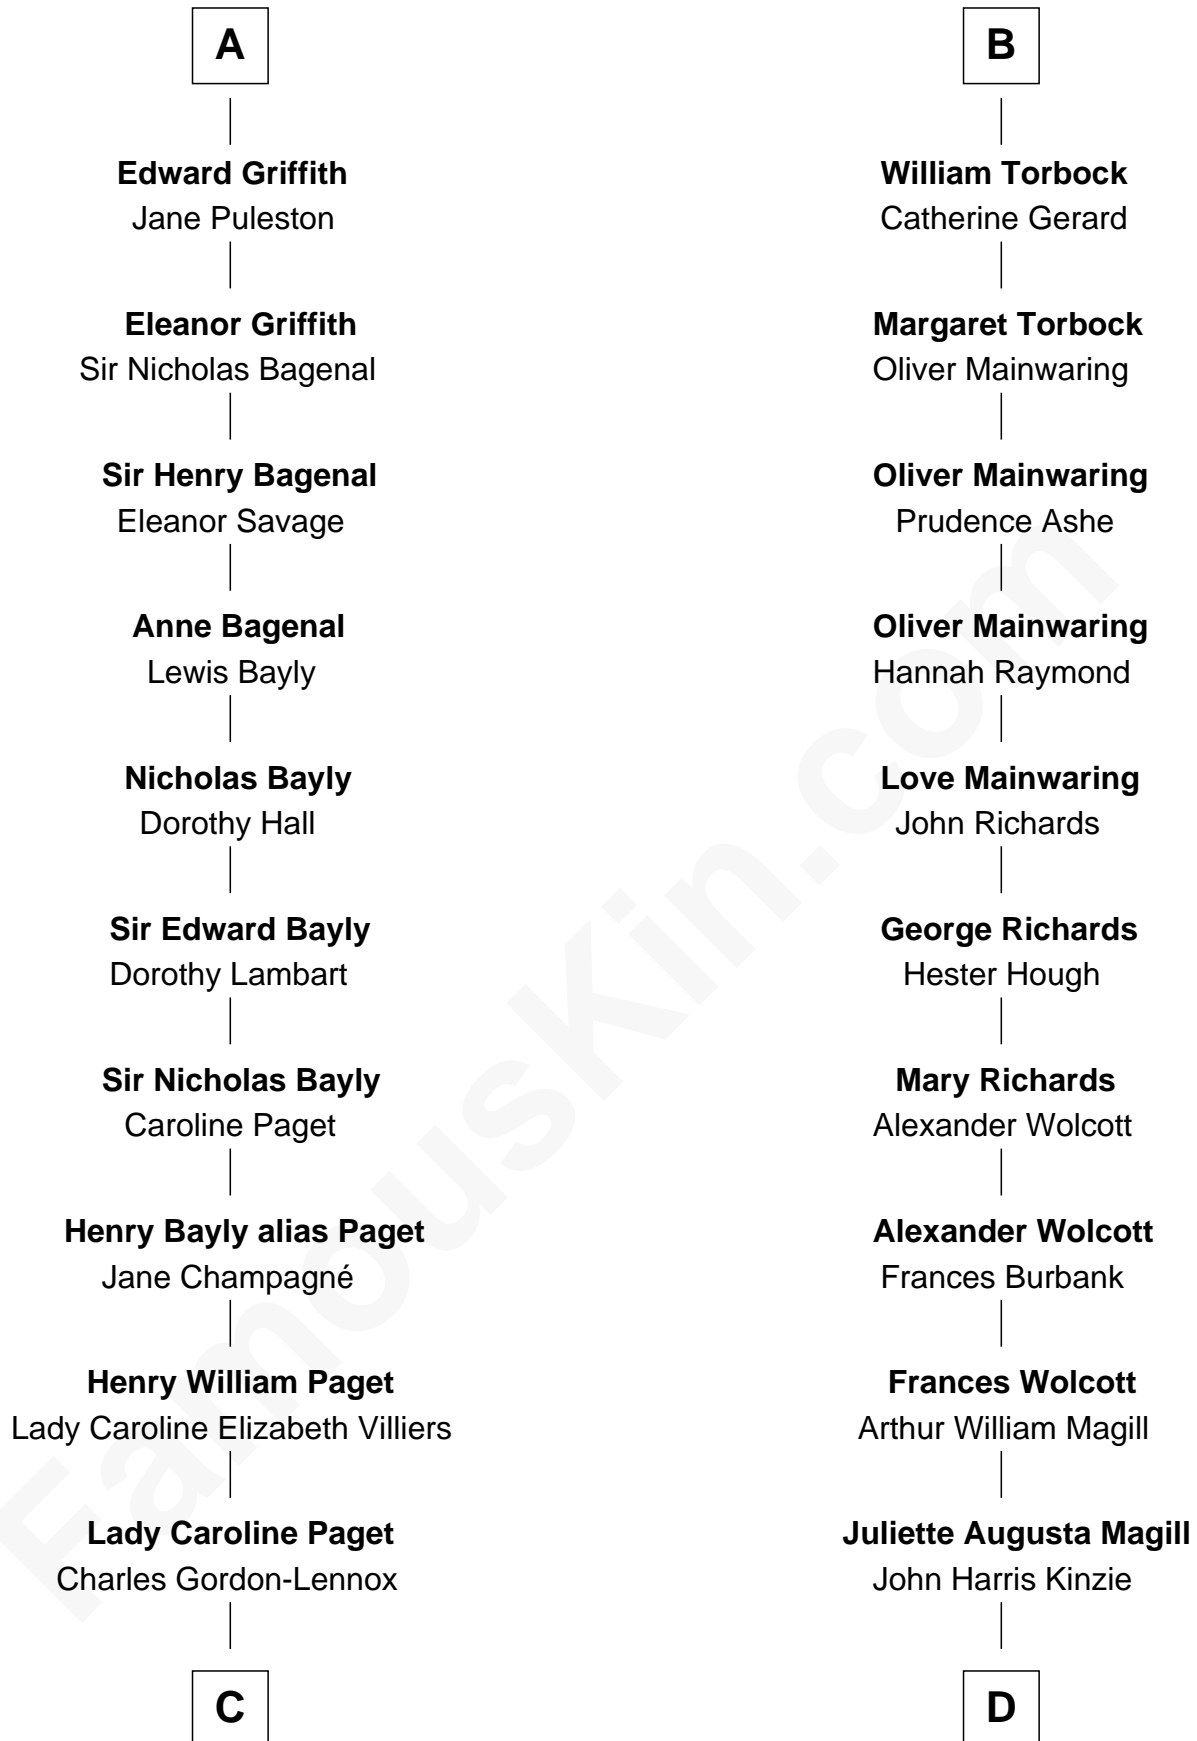 A
Edward Griffith
Jane Puleston
Eleanor Griffith
Sir Nicholas Bagenal
Sir Henry Bagenal
Eleanor Savage
Anne Bagenal
Lewis Bayly
Nicholas Bayly
Dorothy Hall
Sir Edward Bayly
Dorothy Lambart
Sir Nicholas Bayly
Caroline Paget
Henry Bayly alias Paget
Jane Champagné
Henry William Paget
Lady Caroline Elizabeth Villiers
Lady Caroline Paget
Charles Gordon-Lennox
C
B
William Torbock
Catherine Gerard
Margaret Torbock
Oliver Mainwaring
Oliver Mainwaring
Prudence Ashe
Oliver Mainwaring
Hannah Raymond
Love Mainwaring
John Richards
George Richards
Hester Hough
Mary Richards
Alexander Wolcott
Alexander Wolcott
Frances Burbank
Frances Wolcott
Arthur William Magill
Juliette Augusta Magill
John Harris Kinzie
D
FamousKin.com